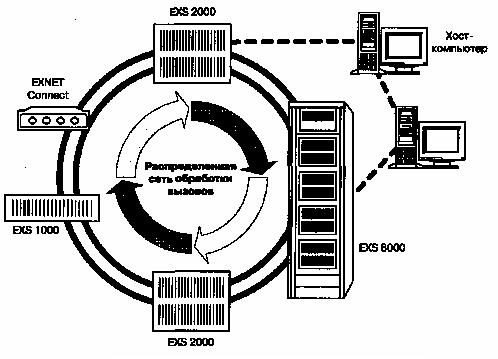 EXS 2000
Хост-
компьютер
EXNET
Connect
Распределенная
сеть обработки
вызовов
EXS 1000
EXS 6000
EXS 2000